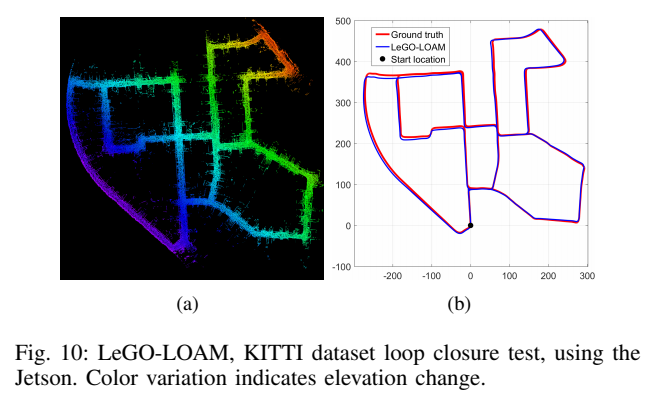 500
400
300
200
100
0
-100
-200
-100
0
100
200
300
Ground truth
LeGO-LOAM
Start location
(a)
(b)
Fig. 10: LeGO-LOAM, KITTI dataset loop closure test, using the
Jetson. Color variation indicates elevation change.